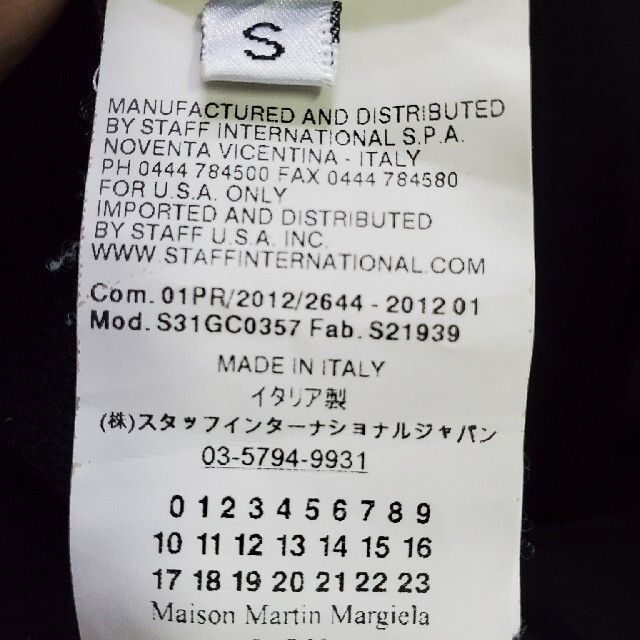 S
MANUFACTURED AND DISTRIBUTED
BY STAFF INTERNATIONAL S.P.A.
NOVENTA VICENTINA - ITALY
PH 0444 784500 FAX 0444 784580
FOR U.S.A. ONLY
IMPORTED AND DISTRIBUTED
BY STAFF U.S.A. INC.
WWW.STAFFINTERNATIONAL.COM
Com. 01PR/2012/2644 - 2012 01
Mod. S31GC0357 Fab. S21939
MADE IN ITALY
イタリア製
(株)スタッフインターナショナルジャパン
03-5794-9931
0 1 2 3 4 5 6 7 8 9
10 11 12 13 14 15 16
17 18 19 20 21 22 23
Maison Martin Margiela